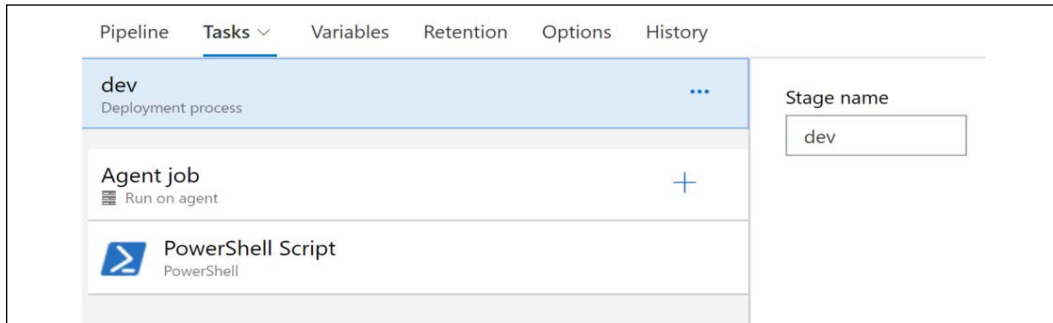 Pipeline Tasks Variables Retention Options History
dev
Deployment process
Stage name
dev
Agent job
Run on agent
PowerShell Script
PowerShell